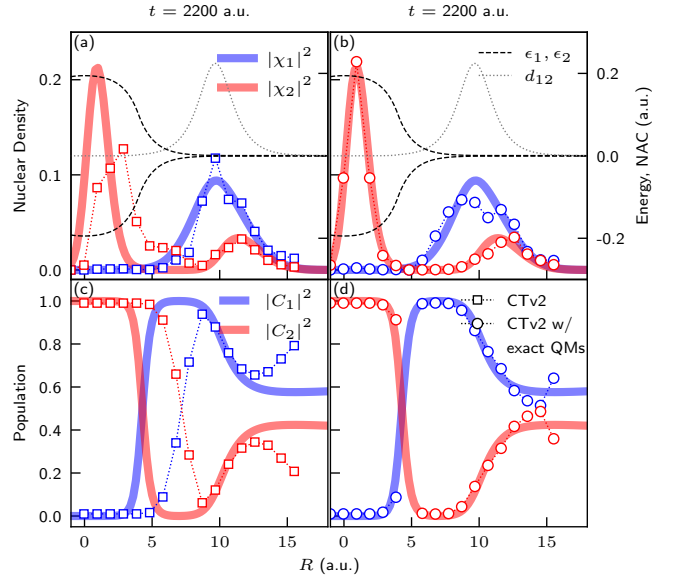 t = 2200 a.u.
t = 2200 a.u.
(a)
|χ₁|²
|χ₂|²
(b)
ϵ₁, ϵ₂
d₁₂
Nuclear Density
0.2
0.1
0.0
Energy, NAC (a.u.)
0.2
0.0
-0.2
(c)
|C₁|²
|C₂|²
(d)
CTv2
CTv2 w/
exact QMs
Population
1.0
0.8
0.6
0.4
0.2
0.0
0
5
10
15
0
5
10
15
R (a.u.)
R (a.u.)